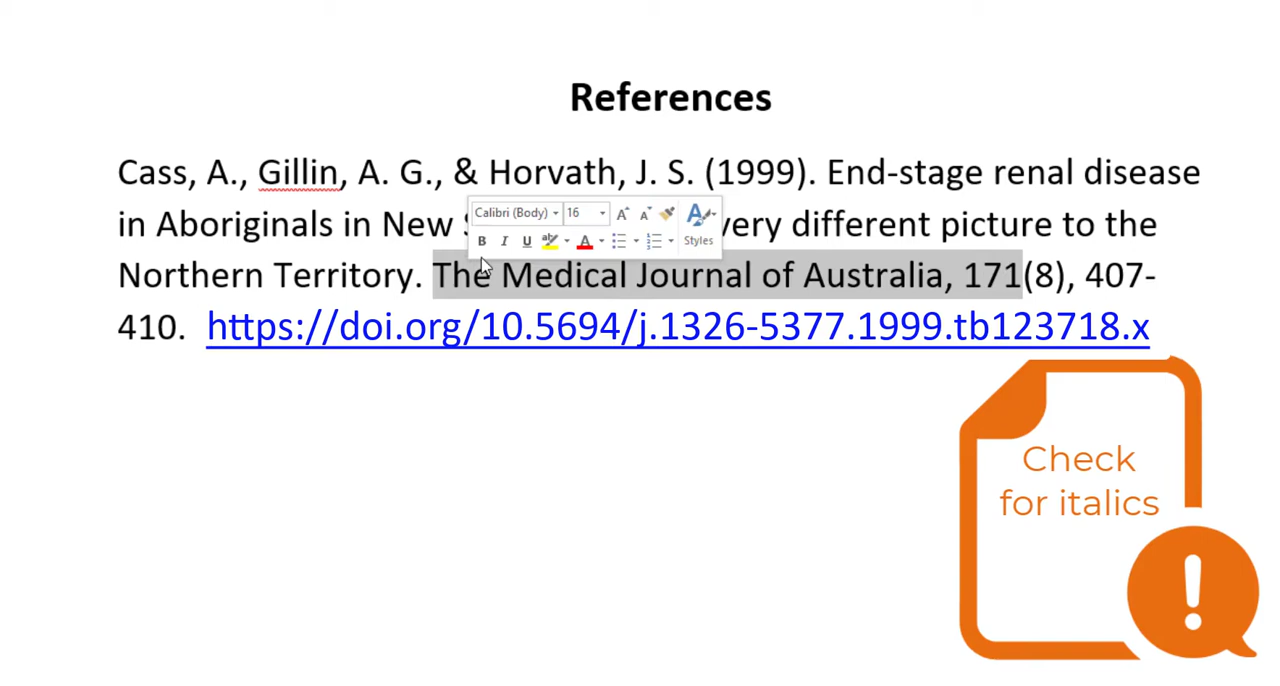 References
Cass, A., Gillin, A. G., & Horvath, J. S. (1999). End-stage renal disease
in Aboriginals in New very different picture to the
Calibri (Body) 16
B I U Styles
Northern Territory. The Medical Journal of Australia, 171(8), 407-
410. https://doi.org/10.5694/j.1326-5377.1999.tb123718.x
Check
for italics